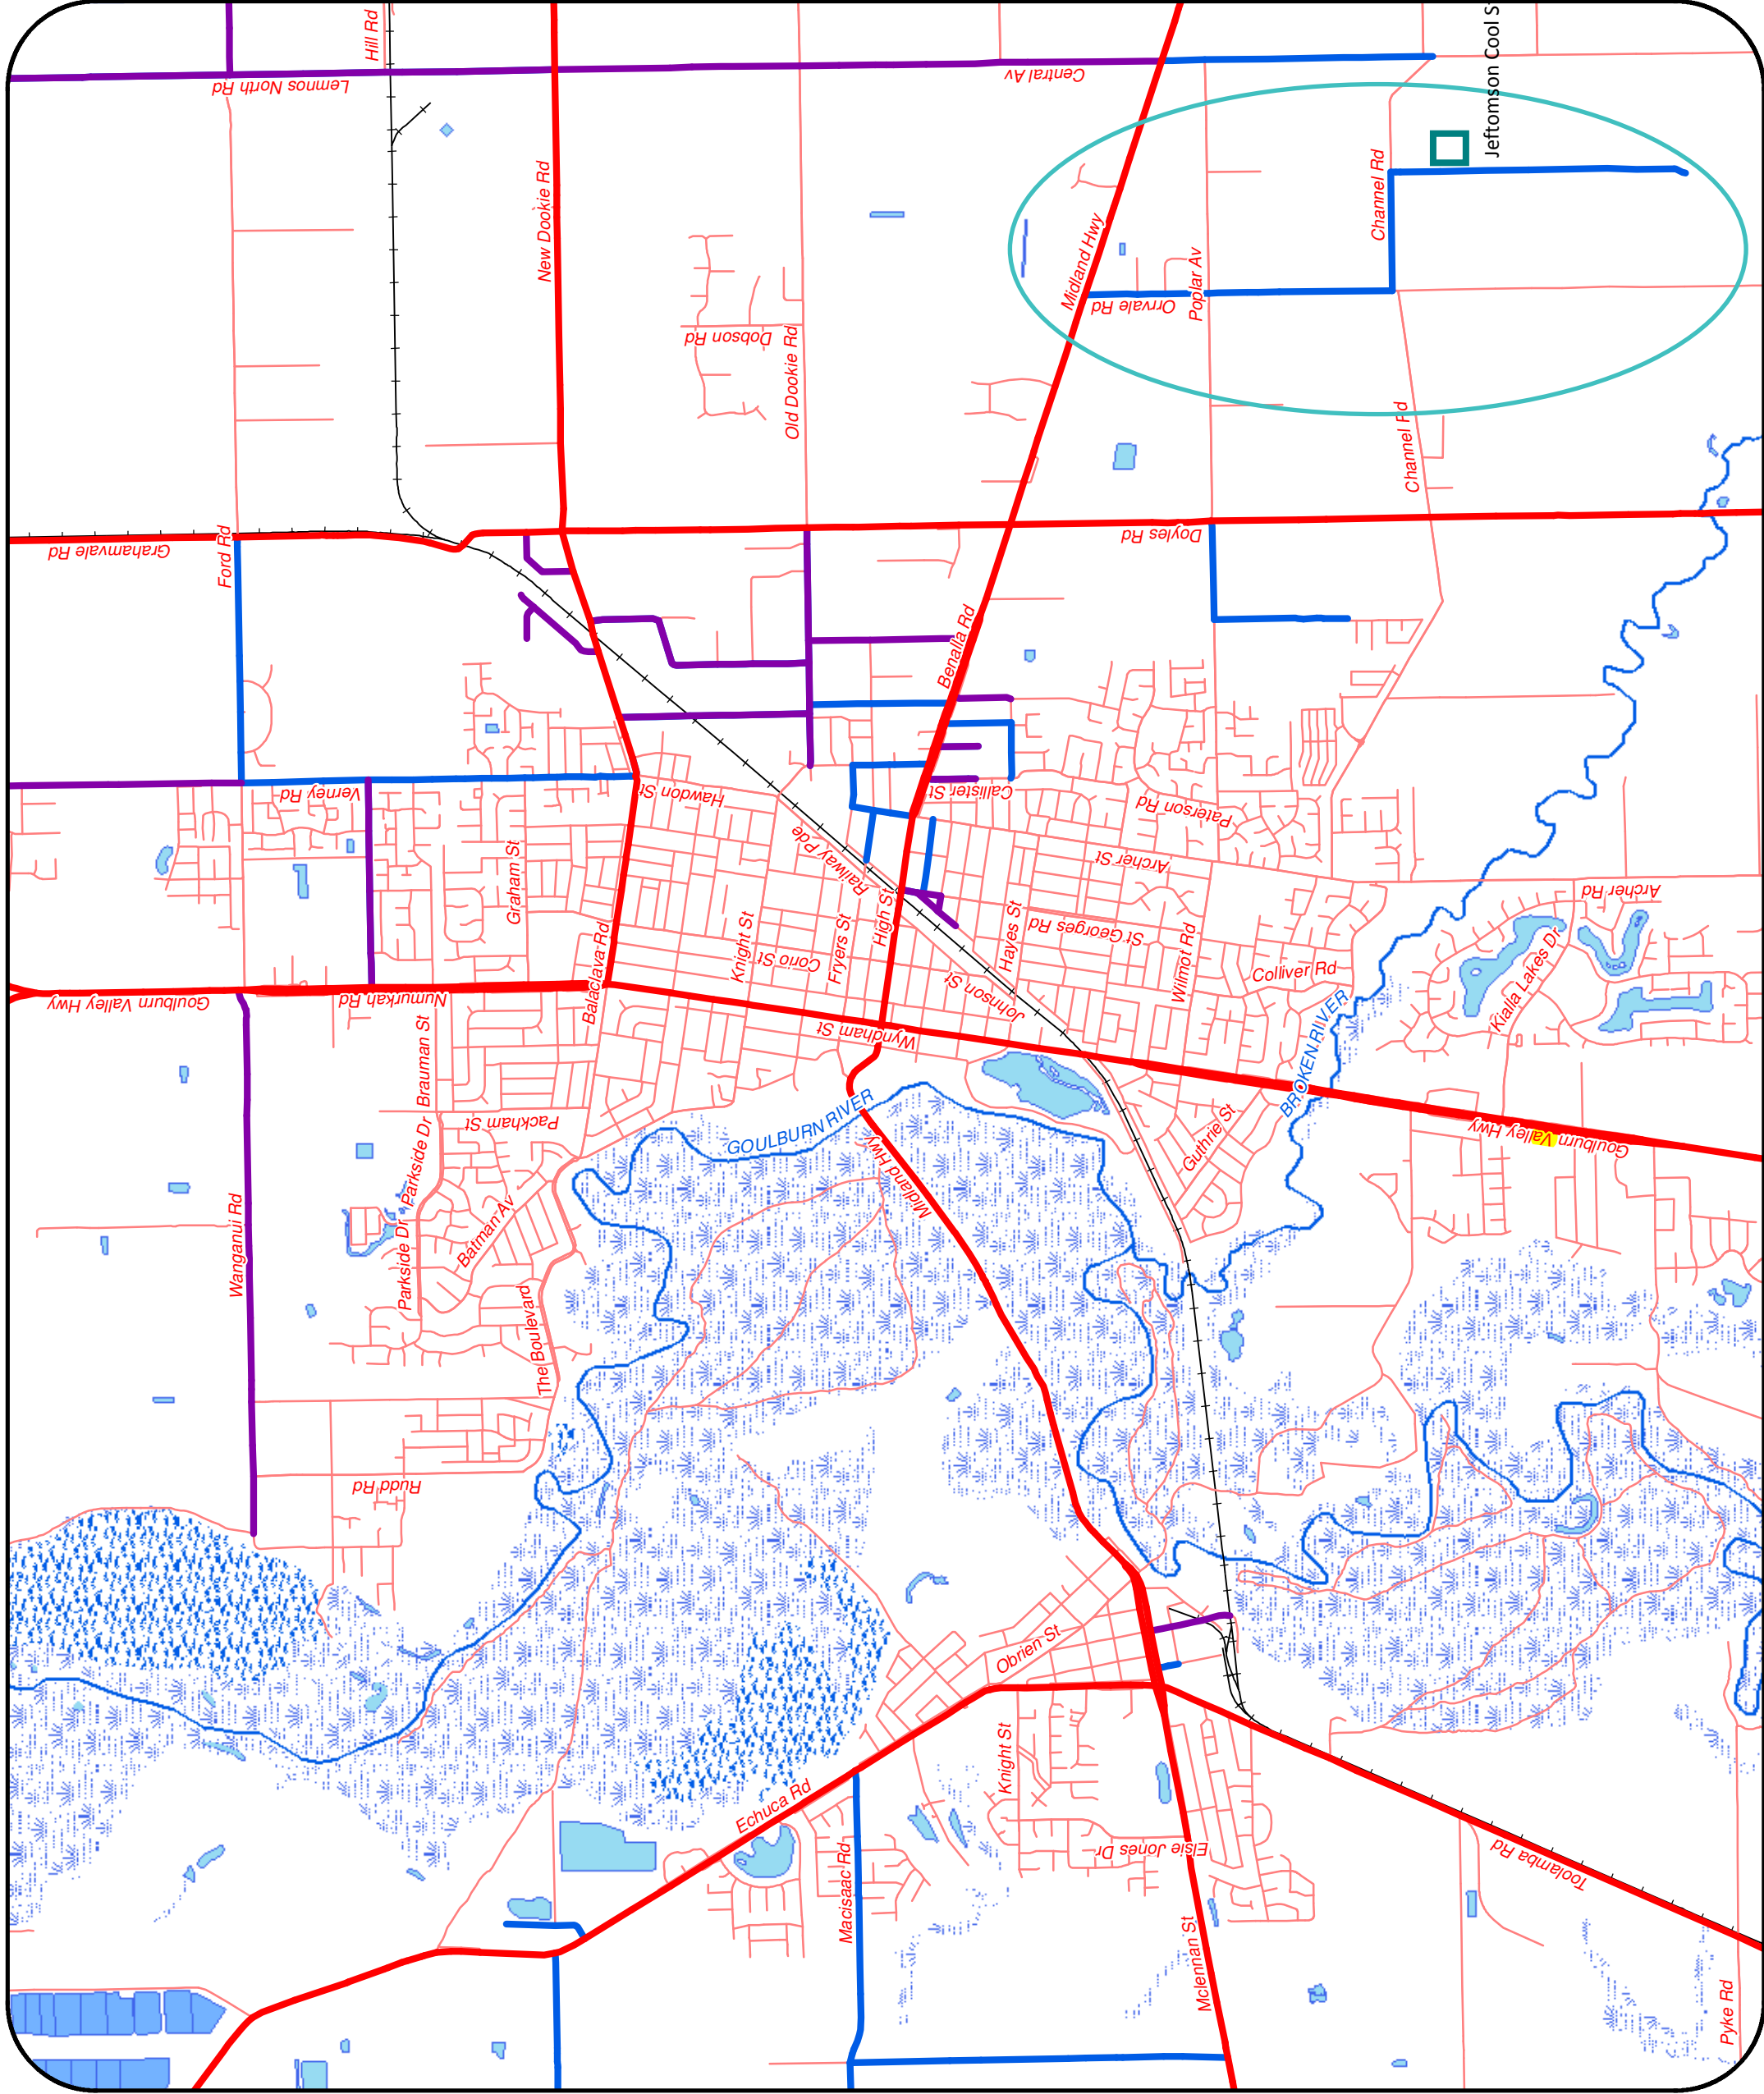 Hill Rd
Lemnos North Rd
Central Av
Jeftomson Cool S
New Dookie Rd
Channel Rd
Midland Hwy
Orrvale Rd
Poplar Av
Dobson Rd
Old Dookie Rd
Channel Rd
Grahamvale Rd
Ford Rd
Doyles Rd
Benalla Rd
Verney Rd
Hawdon St
Callister St
Paterson Rd
Graham St
Railway Pde
Archer St
Archer Rd
Balaclava Rd
Knight St
Corio St
Fryers St
High St
Hayes St
St Georges Rd
Wilmot Rd
Colliver Rd
Kialla Lakes Dr
Goulburn Valley Hwy
Numurkah Rd
Johnson St
Wyndham St
BROKEN RIVER
Brauman St
Packham St
GOULBURN RIVER
Parkside Dr
Midland Hwy
Guthrie St
Goulburn Valley Hwy
Wanganui Rd
Parkside Dr
Batman Av
The Boulevard
Rudd Rd
Obrien St
Knight St
Echuca Rd
Macisaac Rd
Elsie Jones Dr
Toolamba Rd
Mclennan St
Pyke Rd